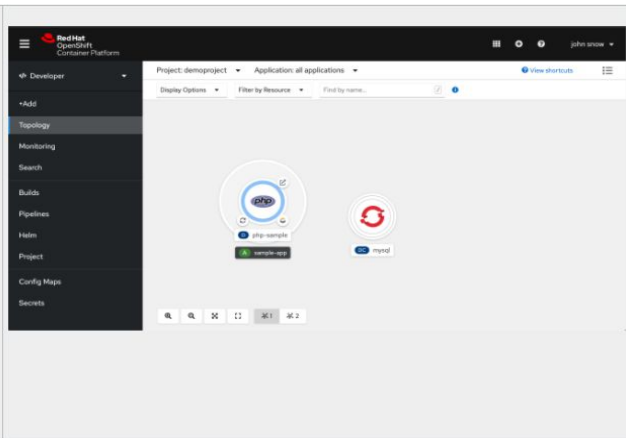 Red Hat
OpenShift
Container Platform
john snow
Developer
Project: demoproject
Application: all applications
View shortcuts
Display Options
Filter by Resource
Find by name...
/
+Add
Topology
Monitoring
Search
Builds
Pipelines
Helm
Project
Config Maps
Secrets
php
D php-sample
A sample-app
DC mysql
1
2